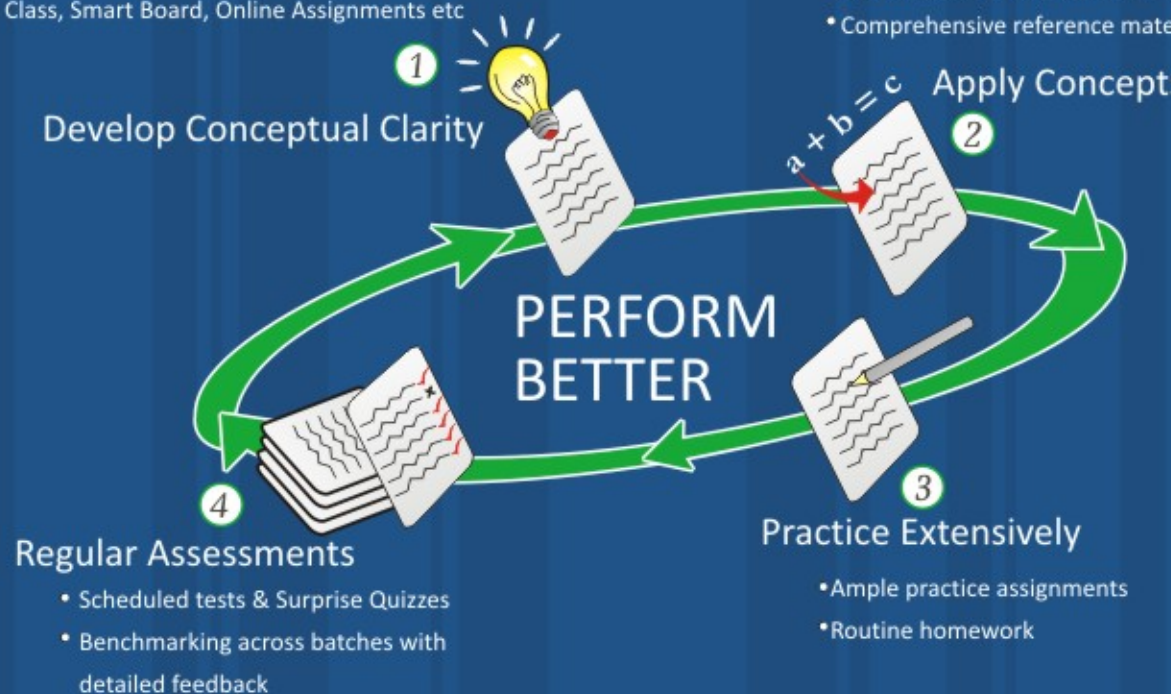 Class, Smart Board, Online Assignments etc
1
Develop Conceptual Clarity
• Comprehensive reference mate
Apply Concept
2
a + b = c
PERFORM
BETTER
3
Practice Extensively
•Ample practice assignments
•Routine homework
4
Regular Assessments
• Scheduled tests & Surprise Quizzes
• Benchmarking across batches with
detailed feedback